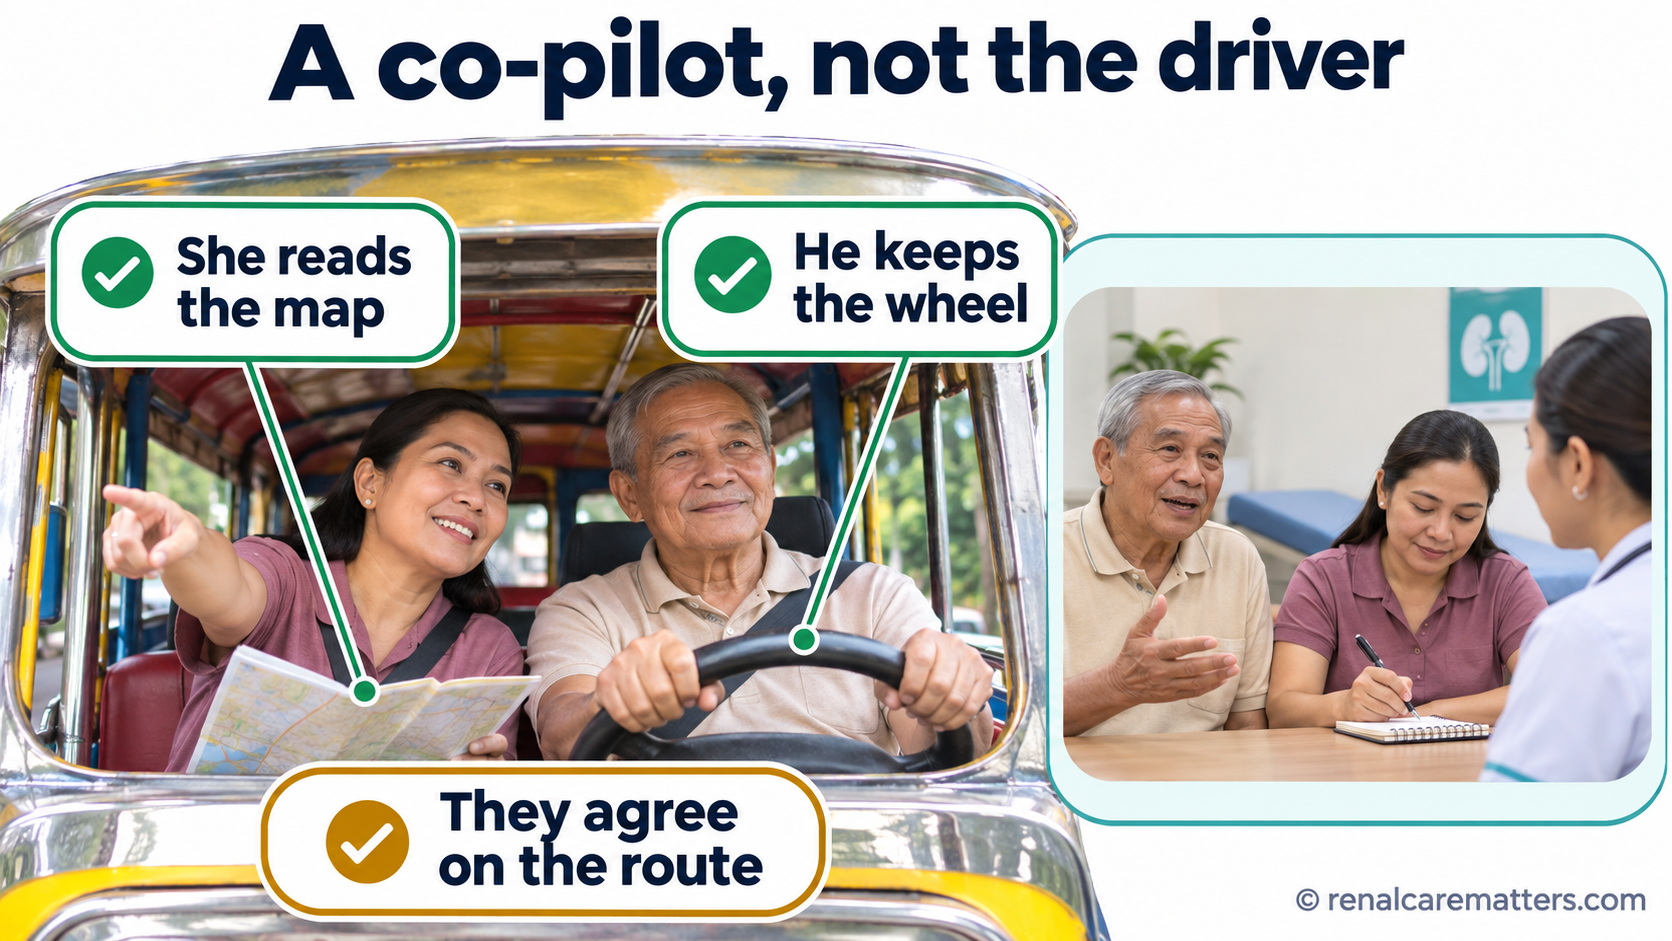 A co-pilot, not the driver
She reads
the map
He keeps
the wheel
They agree
on the route
© renalcarematters.com